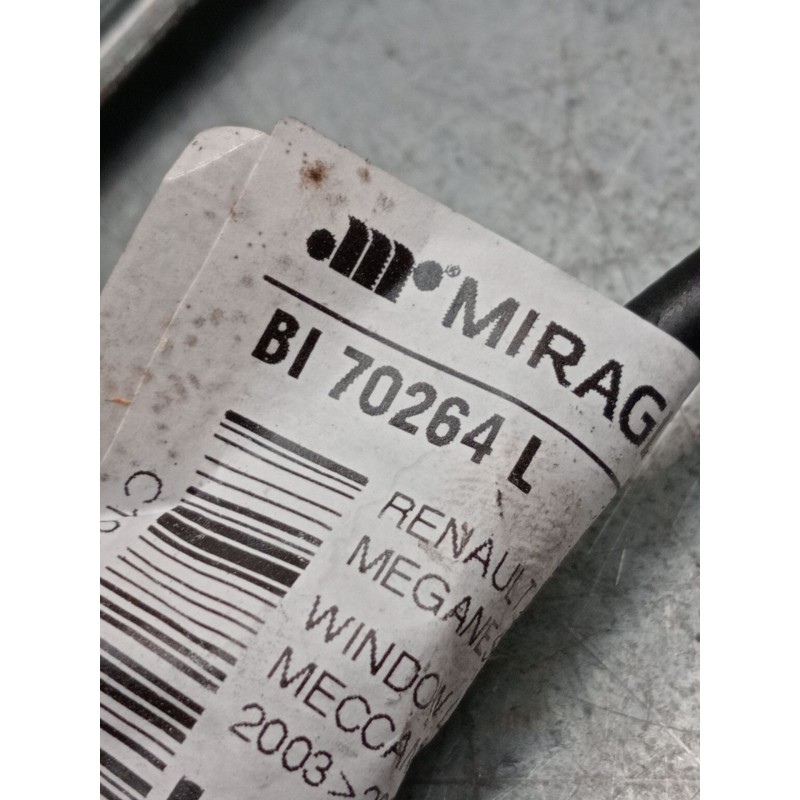 MIRAG
BI 70264 L
RENAULT
MEGANE
WINDOW
MECCA
2003>